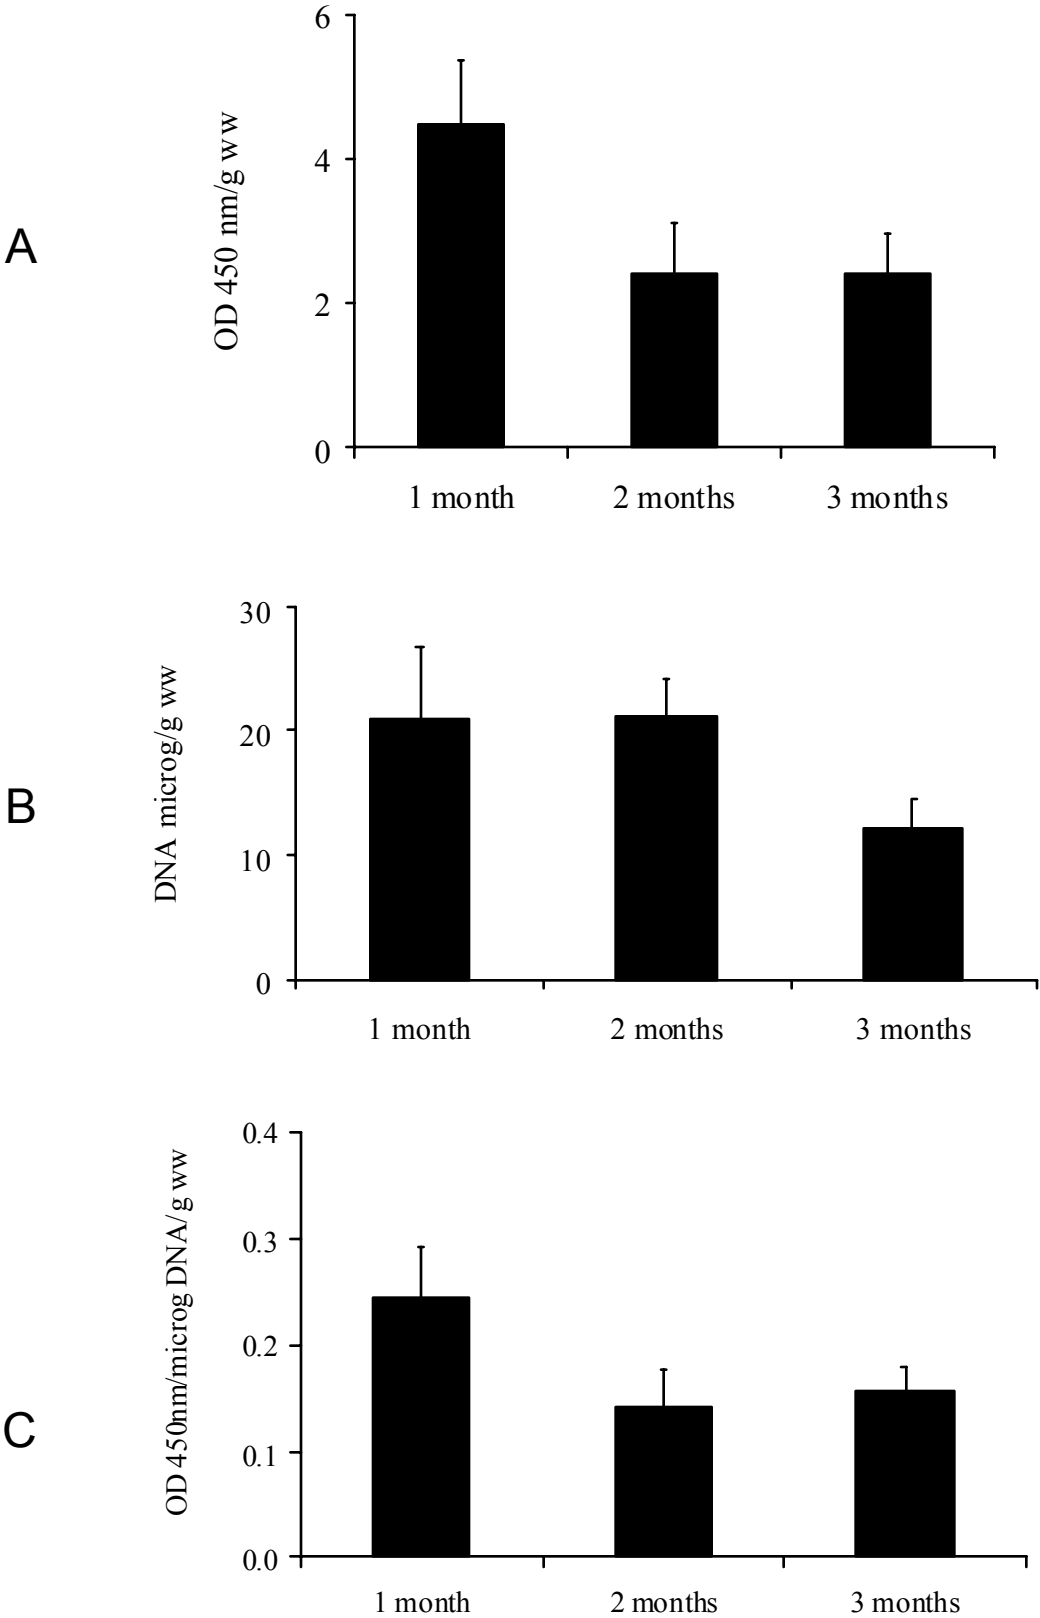 A
OD 450 nm/g ww
6
4
2
0
1 month 2 months 3 months
B
DNA microg/g ww
30
20
10
0
1 month 2 months 3 months
C
OD 450nm/microg DNA/g ww
0.4
0.3
0.2
0.1
0.0
1 month 2 months 3 months